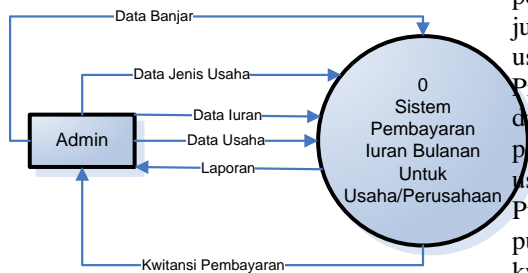 Data Banjar
Data Jenis Usaha
Data Iuran
Data Usaha
Laporan
Kwitansi Pembayaran
Admin
0
Sistem
Pembayaran
Iuran Bulanan
Untuk
Usaha/Perusahaan